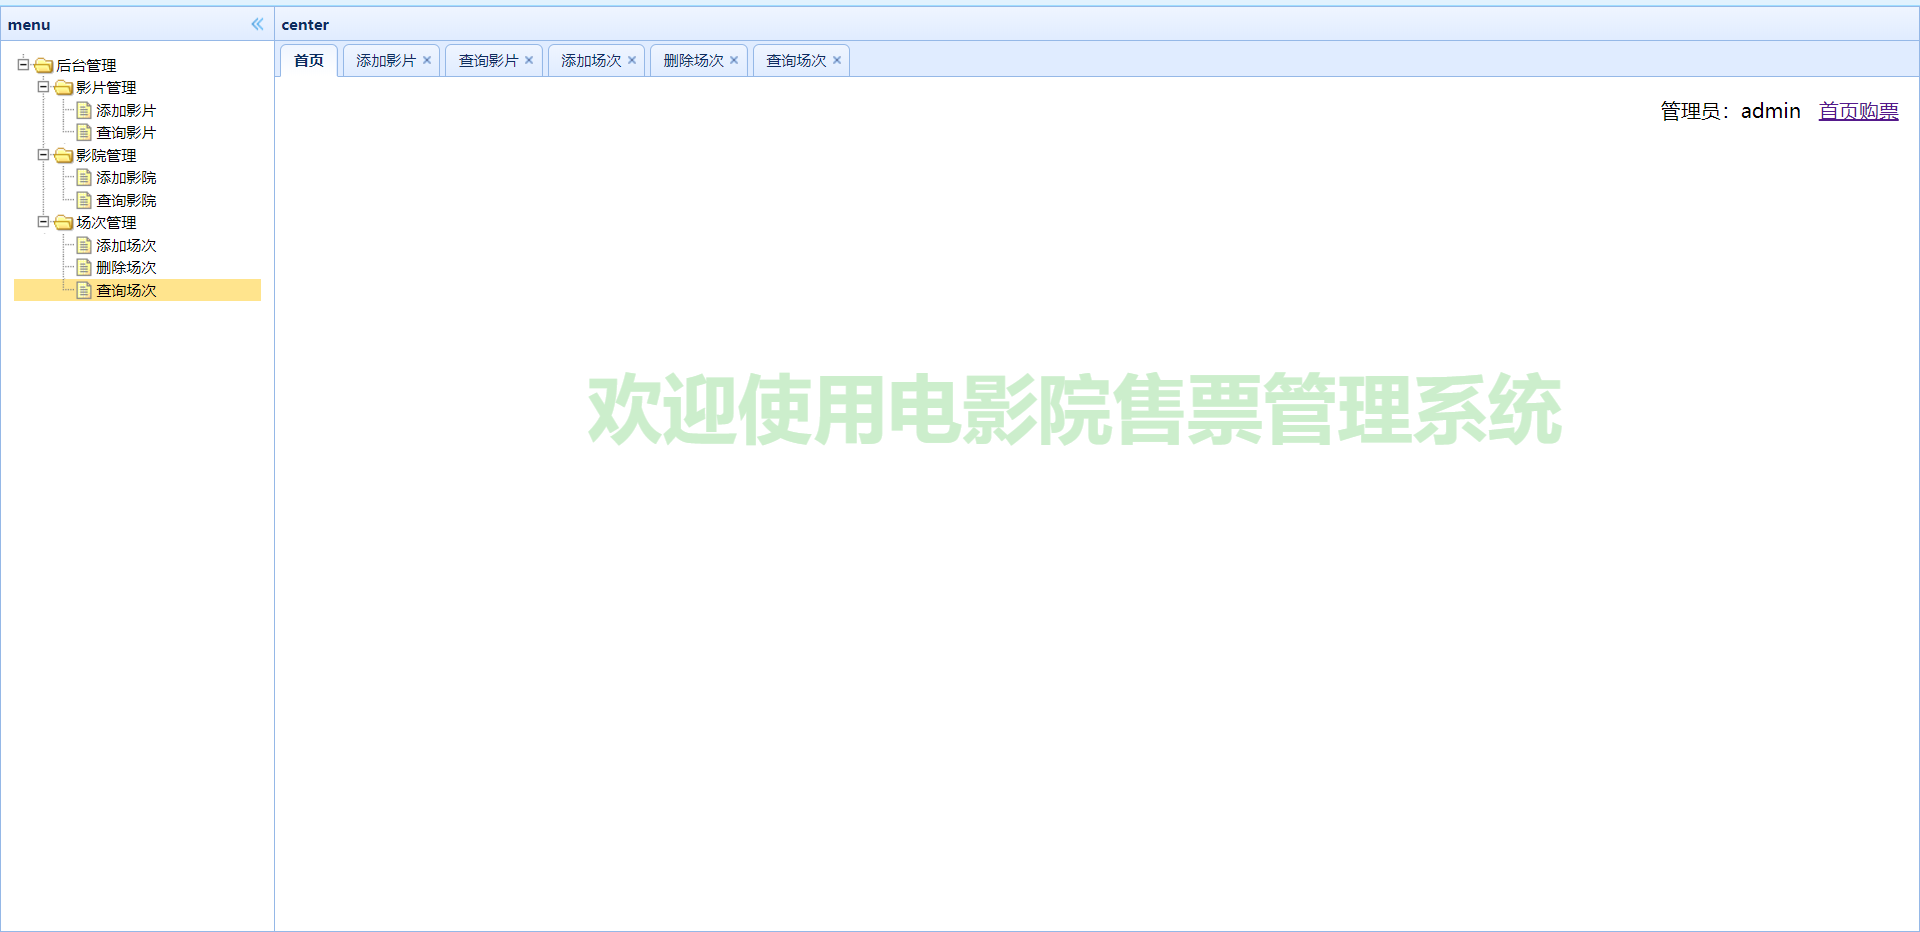 menu
后台管理
影片管理
添加影片
查询影片
影院管理
添加影院
查询影院
场次管理
添加场次
删除场次
查询场次
center
首页 添加影片 查询影片 添加场次 删除场次 查询场次
管理员：admin 首页购票
欢迎使用电影院售票管理系统